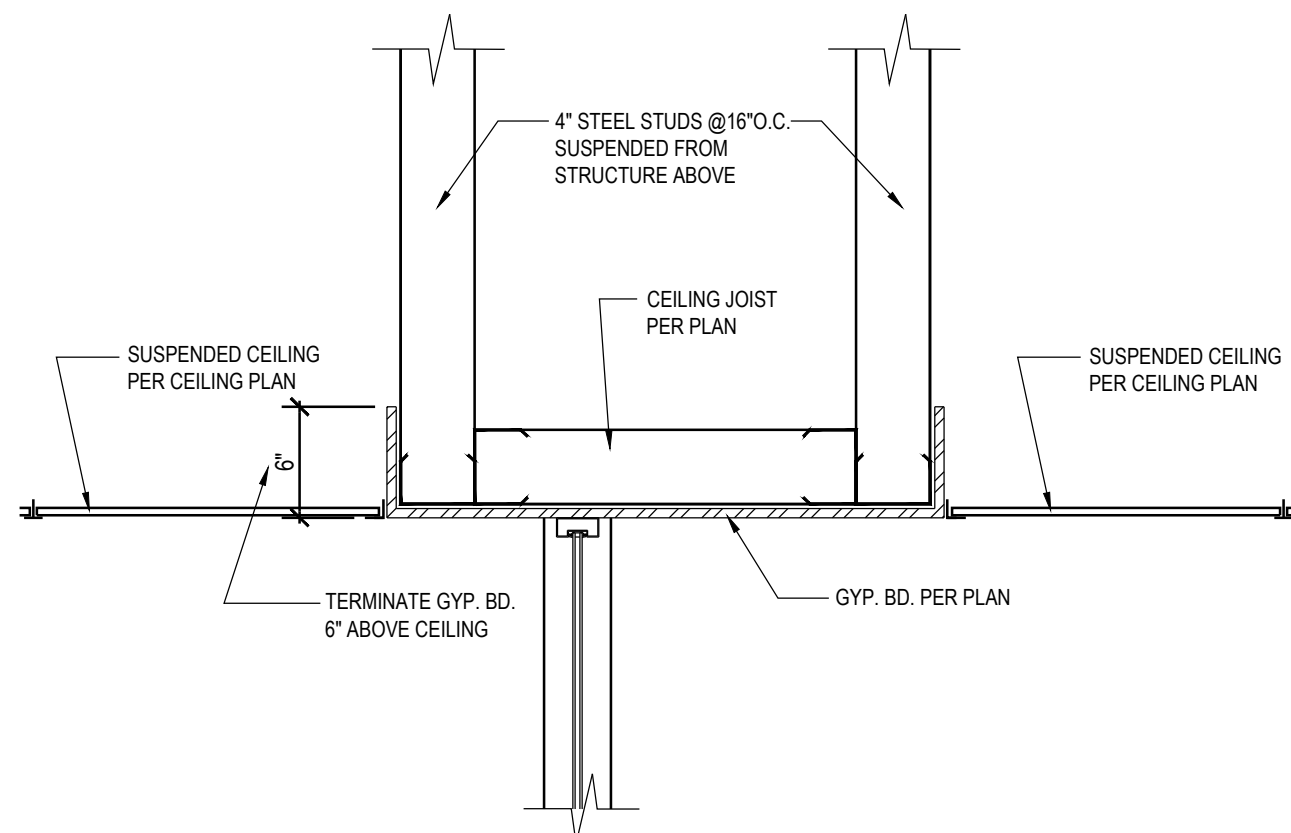 4" STEEL STUDS @16"O.C.
SUSPENDED FROM
STRUCTURE ABOVE
CEILING JOIST
PER PLAN
SUSPENDED CEILING
PER CEILING PLAN
SUSPENDED CEILING
PER CEILING PLAN
6"
TERMINATE GYP. BD.
6" ABOVE CEILING
GYP. BD. PER PLAN